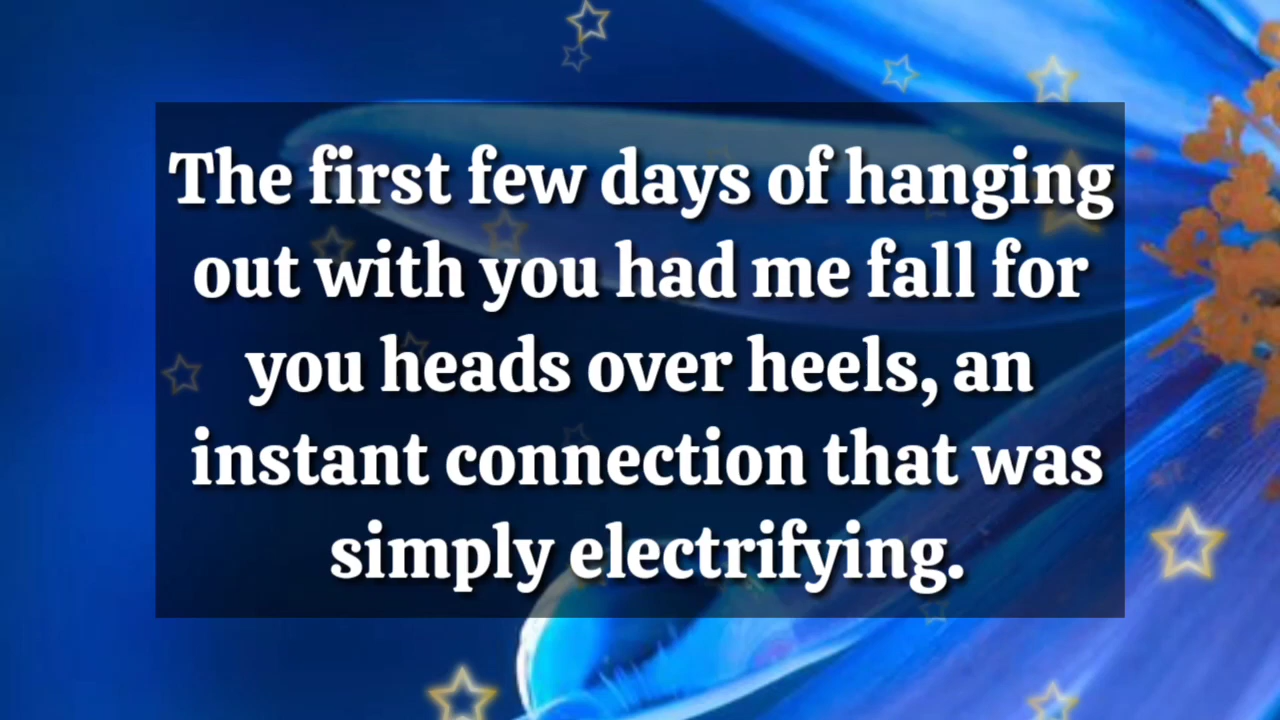 The first few days of hanging
out with you had me fall for
you heads over heels, an
instant connection that was
simply electrifying.